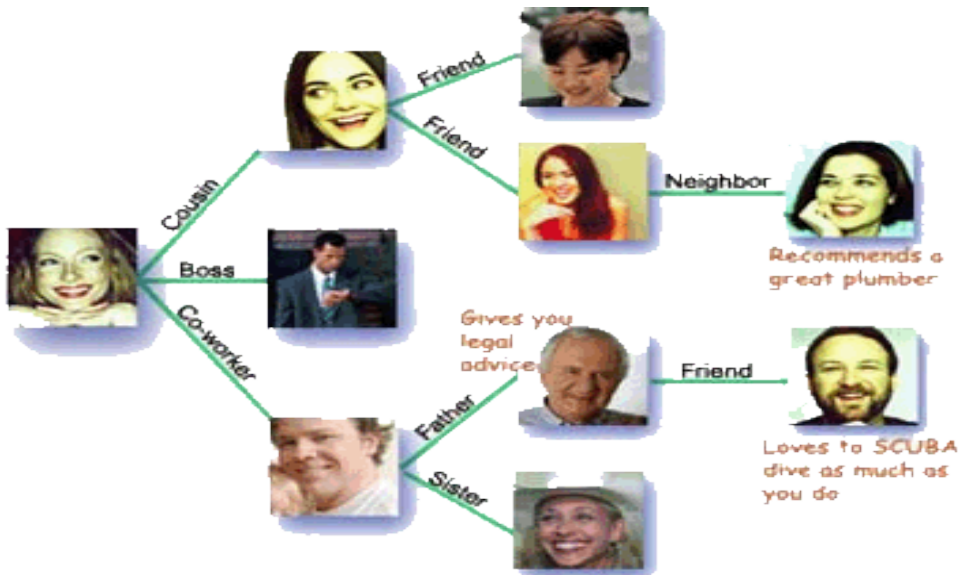 Friend
Friend
Neighbor
Cousin
Recommends a
great plumber
Boss
Co-worker
Gives you
legal
advice
Father
Friend
Sister
Loves to SCUBA
dive as much as
you do